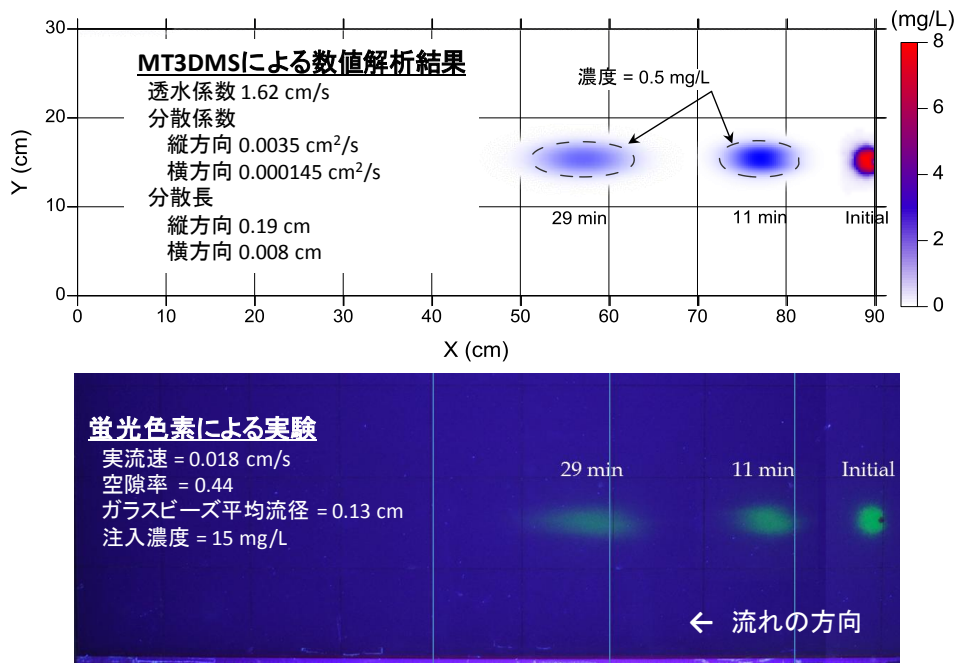 (mg/L)
30
20
10
0
Y (cm)
MT3DMSによる数値解析結果
透水係数 1.62 cm/s
分散係数
縦方向 0.0035 cm²/s
横方向 0.000145 cm²/s
分散長
縦方向 0.19 cm
横方向 0.008 cm
濃度 = 0.5 mg/L
29 min
11 min
Initial
8
6
4
2
0
0 10 20 30 40 50 60 70 80 90
X (cm)
蛍光色素による実験
実流速 = 0.018 cm/s
空隙率 = 0.44
ガラスビーズ平均流径 = 0.13 cm
注入濃度 = 15 mg/L
29 min
11 min
Initial
← 流れの方向